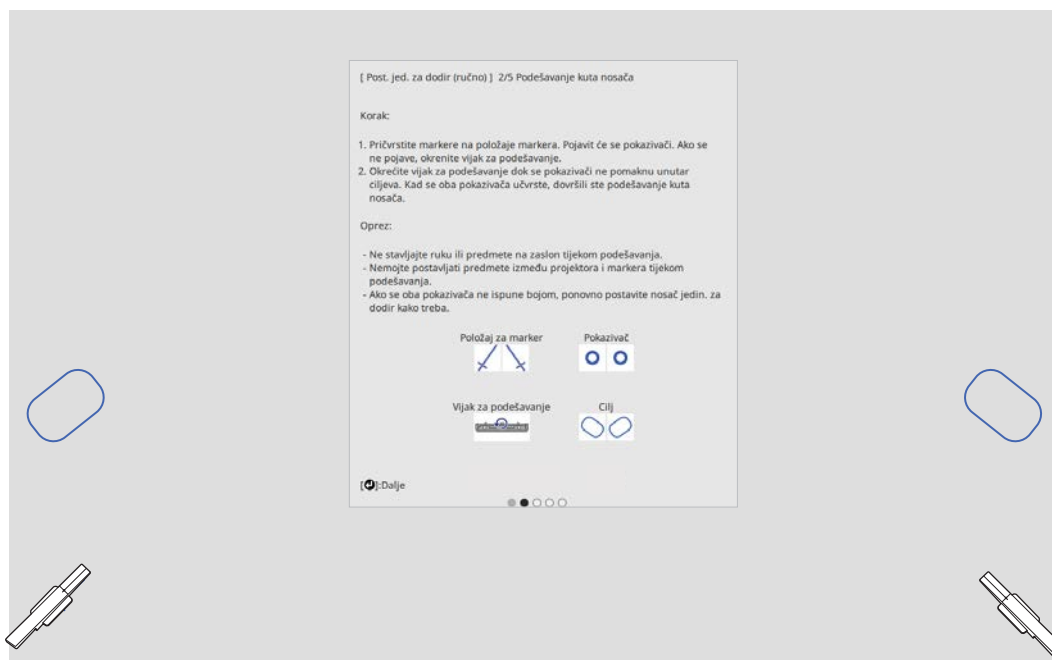 [ Post. jed. za dodir (ručno) ] 2/5 Podešavanje kuta nosača
Korak:
1. Pričvrstite markere na položaje markera. Pojavit će se pokazivači. Ako se
ne pojave, okrenite vijak za podešavanje.
2. Okrećite vijak za podešavanje dok se pokazivači ne pomaknu unutar
ciljeva. Kad se oba pokazivača učvrste, dovršili ste podešavanje kuta
nosača.
Oprez:
- Ne stavljajte ruku ili predmete na zaslon tijekom podešavanja.
- Nemojte postavljati predmete između projektora i markera tijekom
podešavanja.
- Ako se oba pokazivača ne ispune bojom, ponovno postavite nosač jedin. za
dodir kako treba.
Položaj za marker Pokazivač
Vijak za podešavanje Cilj
[ ]:Dalje